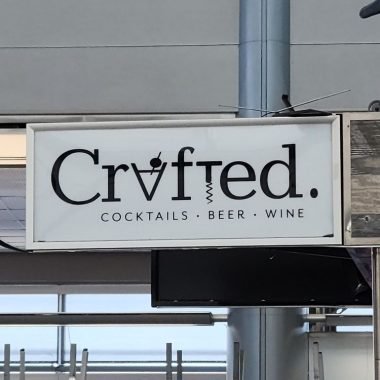 Crafted.
COCKTAILS · BEER · WINE